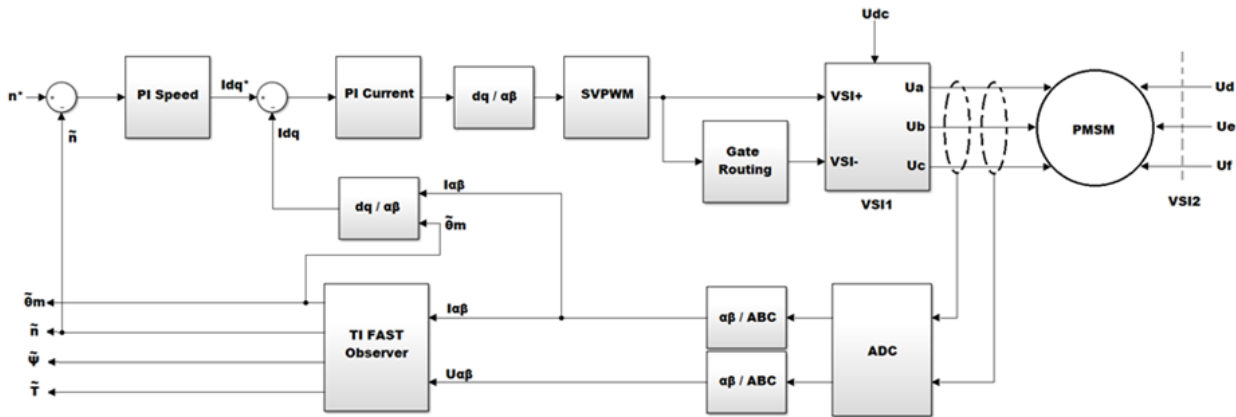 Udc
n*
+
-
ñ
PI Speed
Idq*
+
-
Idq
PI Current
dq / αβ
SVPWM
Gate
Routing
VSI+
VSI-
Ua
Ub
Uc
VSI1
PMSM
Ud
Ue
Uf
VSI2
dq / αβ
Iαβ
θ̃m
θ̃m
ñ
Ψ̃
T̃
TI FAST
Observer
Iαβ
Uαβ
αβ / ABC
αβ / ABC
ADC